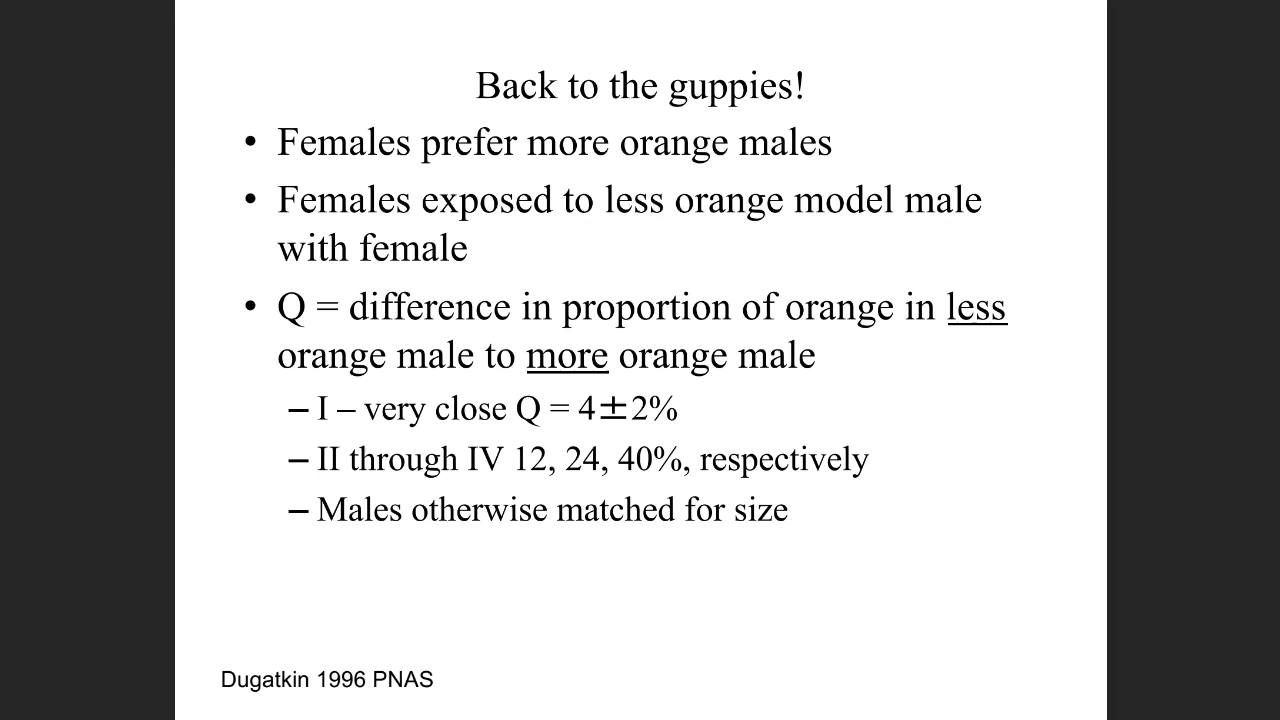 Back to the guppies!
• Females prefer more orange males
• Females exposed to less orange model male
with female
• Q = difference in proportion of orange in less
orange male to more orange male
– I – very close Q = 4±2%
– II through IV 12, 24, 40%, respectively
– Males otherwise matched for size
Dugatkin 1996 PNAS